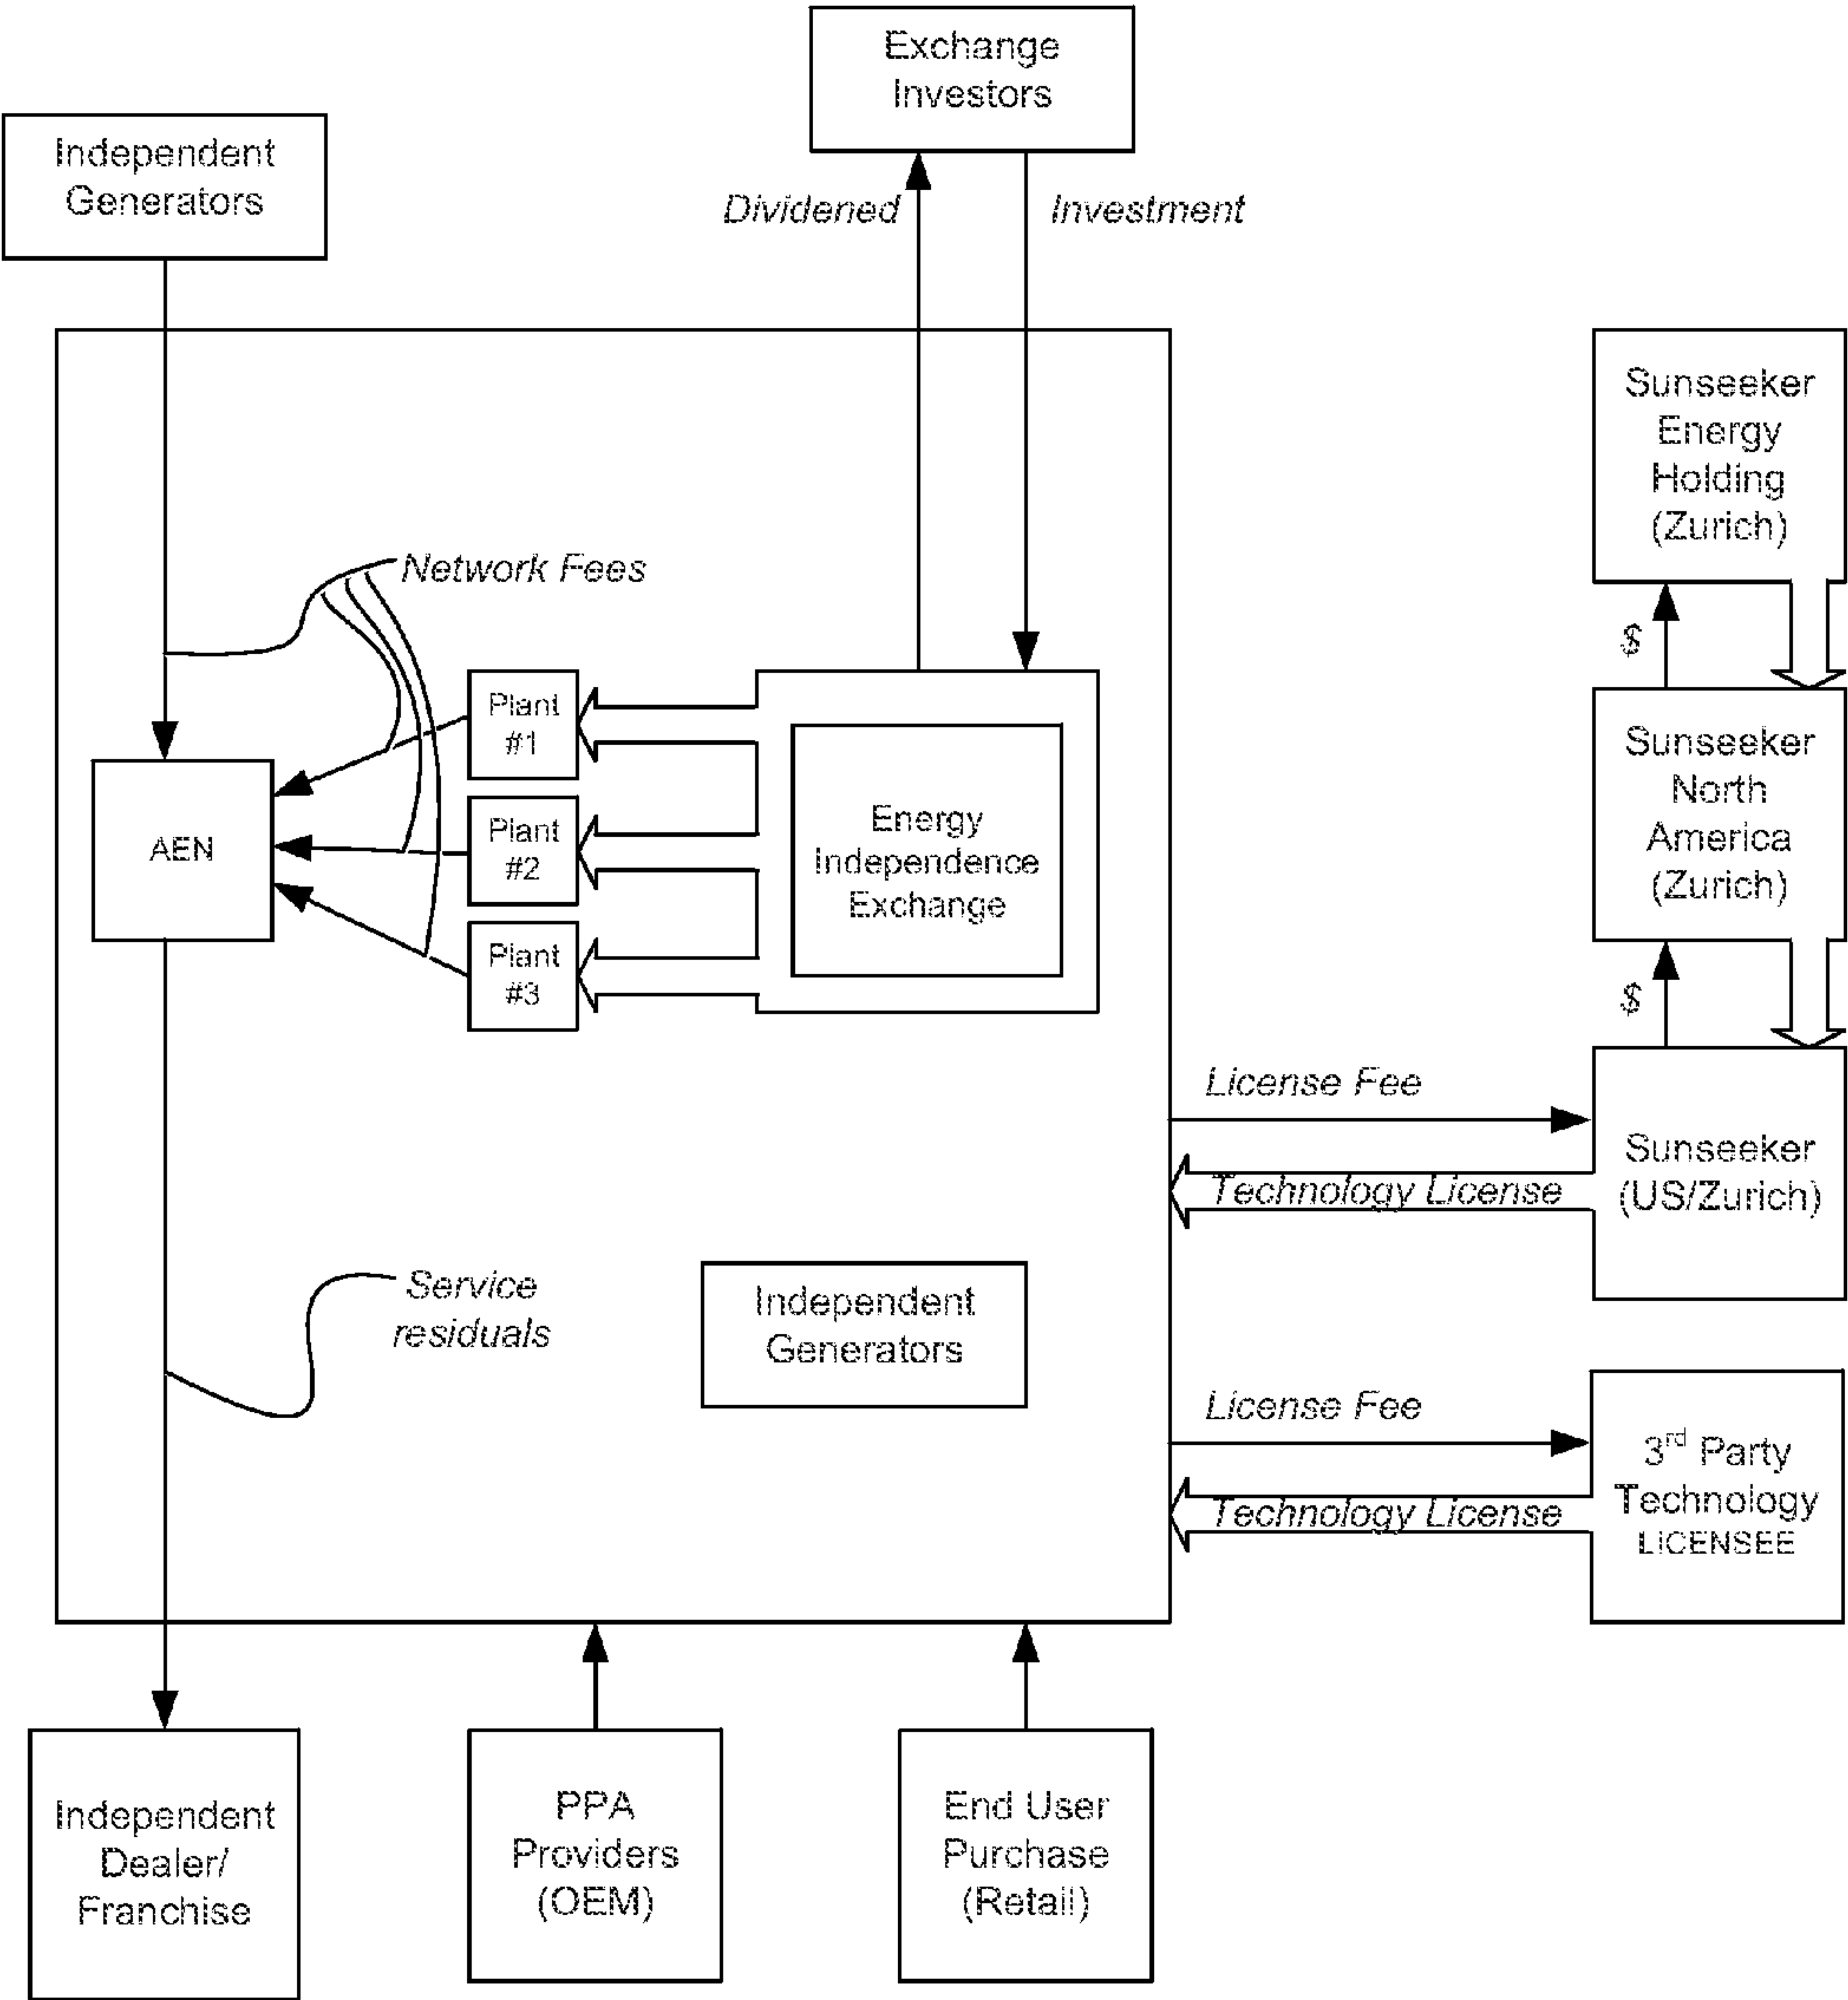 Exchange
Investors
Independent
Generators
Dividened
Investment
Sunseeker
Energy
Holding
(Zurich)
Network Fees
$
Plant
#1
Sunseeker
North
America
(Zurich)
AEN
Plant
#2
Energy
Independence
Exchange
Plant
#3
$
License Fee
Sunseeker
(US/Zurich)
Technology License
Service
residuals
Independent
Generators
License Fee
3rd Party
Technology
LICENSEE
Technology License
Independent
Dealer/
Franchise
PPA
Providers
(OEM)
End User
Purchase
(Retail)